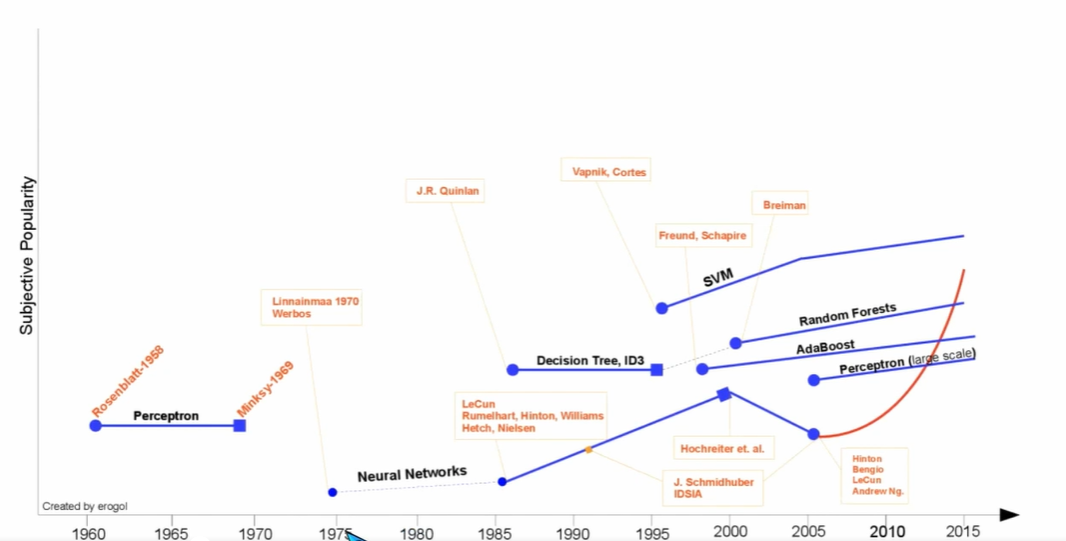 Subjective Popularity
Vapnik, Cortes
J.R. Quinlan
Breiman
Freund, Schapire
SVM
Linnainmaa 1970
Werbos
Random Forests
AdaBoost
Decision Tree, ID3
Perceptron (large scale)
Rosenblatt-1958
Minksy-1969
Perceptron
LeCun
Rumelhart, Hinton, Williams
Hetch, Nielsen
Hochreiter et. al.
Neural Networks
J. Schmidhuber
IDSIA
Hinton
Bengio
LeCun
Andrew Ng.
Created by erogol
1960 1965 1970 1975 1980 1985 1990 1995 2000 2005 2010 2015